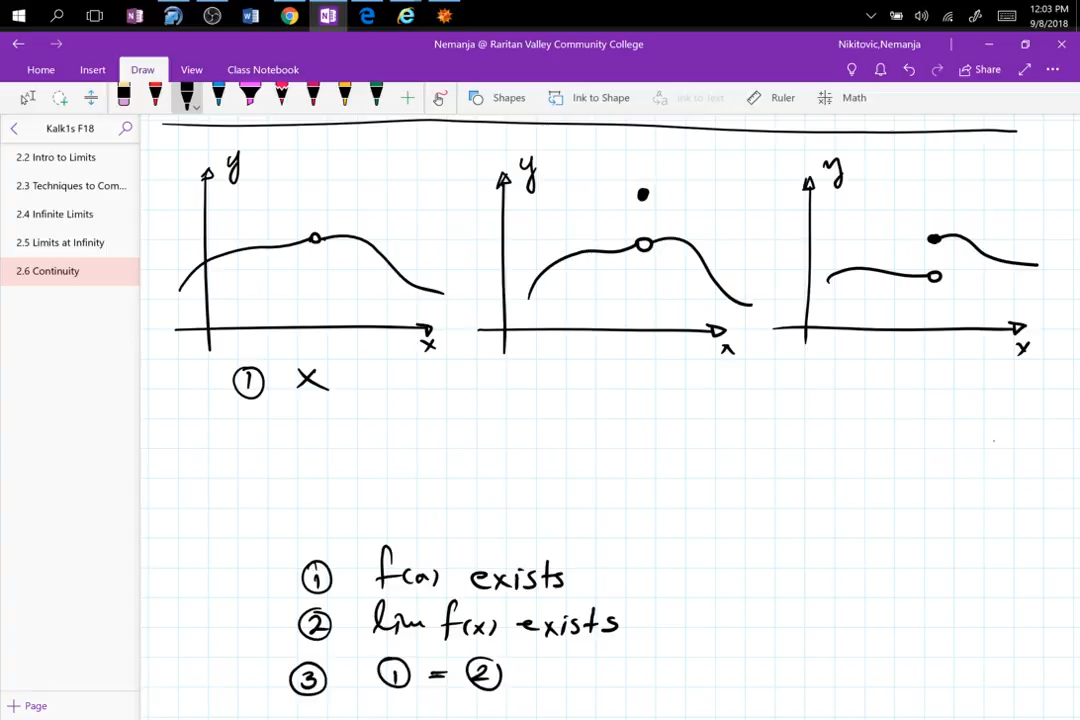 12:03 PM
9/8/2018
Nemanja @ Raritan Valley Community College
Nikitovic,Nemanja
Home Insert Draw View Class Notebook
Share
Shapes Ink to Shape Ink to Text Ruler Math
Kalk1s F18
2.2 Intro to Limits
2.3 Techniques to Com...
2.4 Infinite Limits
2.5 Limits at Infinity
2.6 Continuity
+ Page
y y y
x x x
① X
① f(a) exists
② lim f(x) exists
③ ① = ②